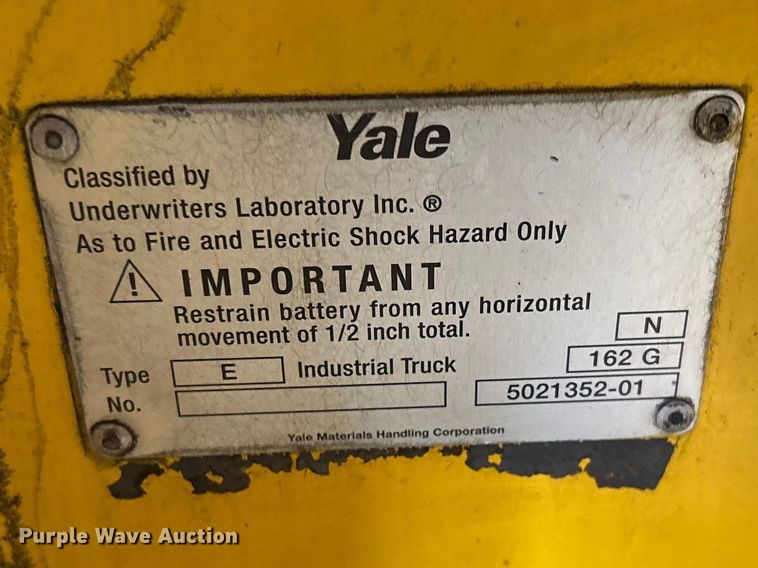 Yale
Classified by
Underwriters Laboratory Inc. ®
As to Fire and Electric Shock Hazard Only
! IMPORTANT
Restrain battery from any horizontal
movement of 1/2 inch total.
N
Type E Industrial Truck 162 G
No. 5021352-01
Yale Materials Handling Corporation
Purple Wave Auction